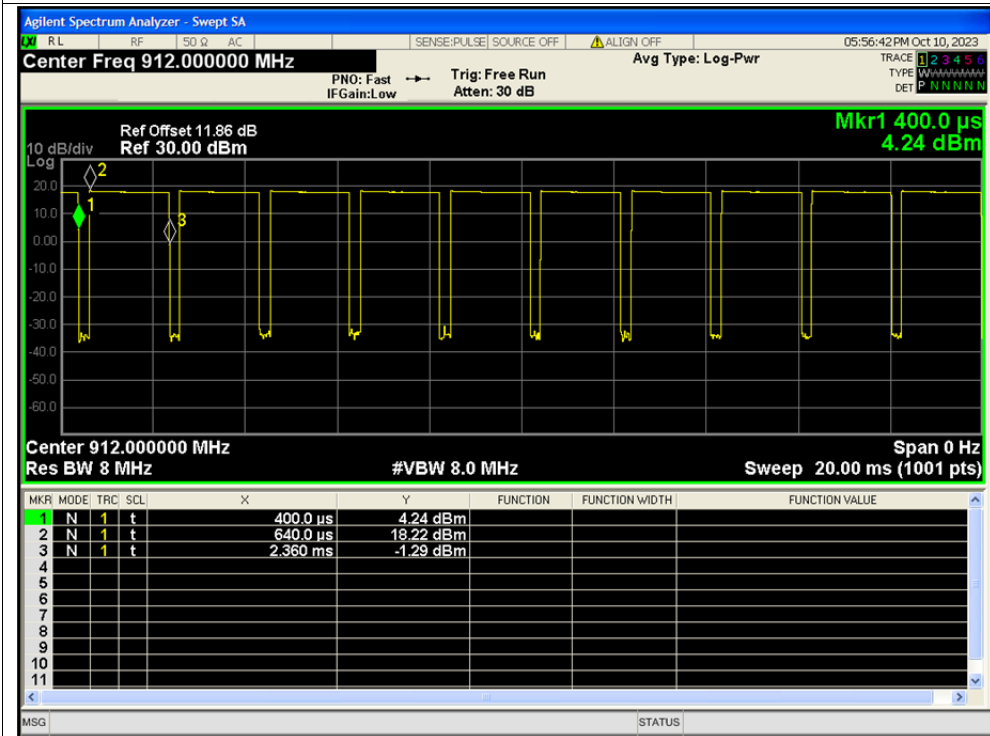 Agilent Spectrum Analyzer - Swept SA
LXI RL RF 50 Ω AC SENSE:PULSE SOURCE OFF ALIGN OFF 05:56:42 PM Oct 10, 2023
Center Freq 912.000000 MHz Avg Type: Log-Pwr TRACE 1 2 3 4 5 6
PNO: Fast Trig: Free Run TYPE WWWWWW
IFGain:Low Atten: 30 dB DET P N N N N N
Mkr1 400.0 µs
Ref Offset 11.86 dB
10 dB/div Ref 30.00 dBm 4.24 dBm
Log
2
20.0
1
10.0
3
0.00
-10.0
-20.0
-30.0
-40.0
-50.0
-60.0
Center 912.000000 MHz Span 0 Hz
Res BW 8 MHz #VBW 8.0 MHz Sweep 20.00 ms (1001 pts)
MKR MODE TRC SCL X Y FUNCTION FUNCTION WIDTH FUNCTION VALUE
1 N 1 t 400.0 µs 4.24 dBm
2 N 1 t 640.0 µs 18.22 dBm
3 N 1 t 2.360 ms -1.29 dBm
4
5
6
7
8
9
10
11
MSG STATUS